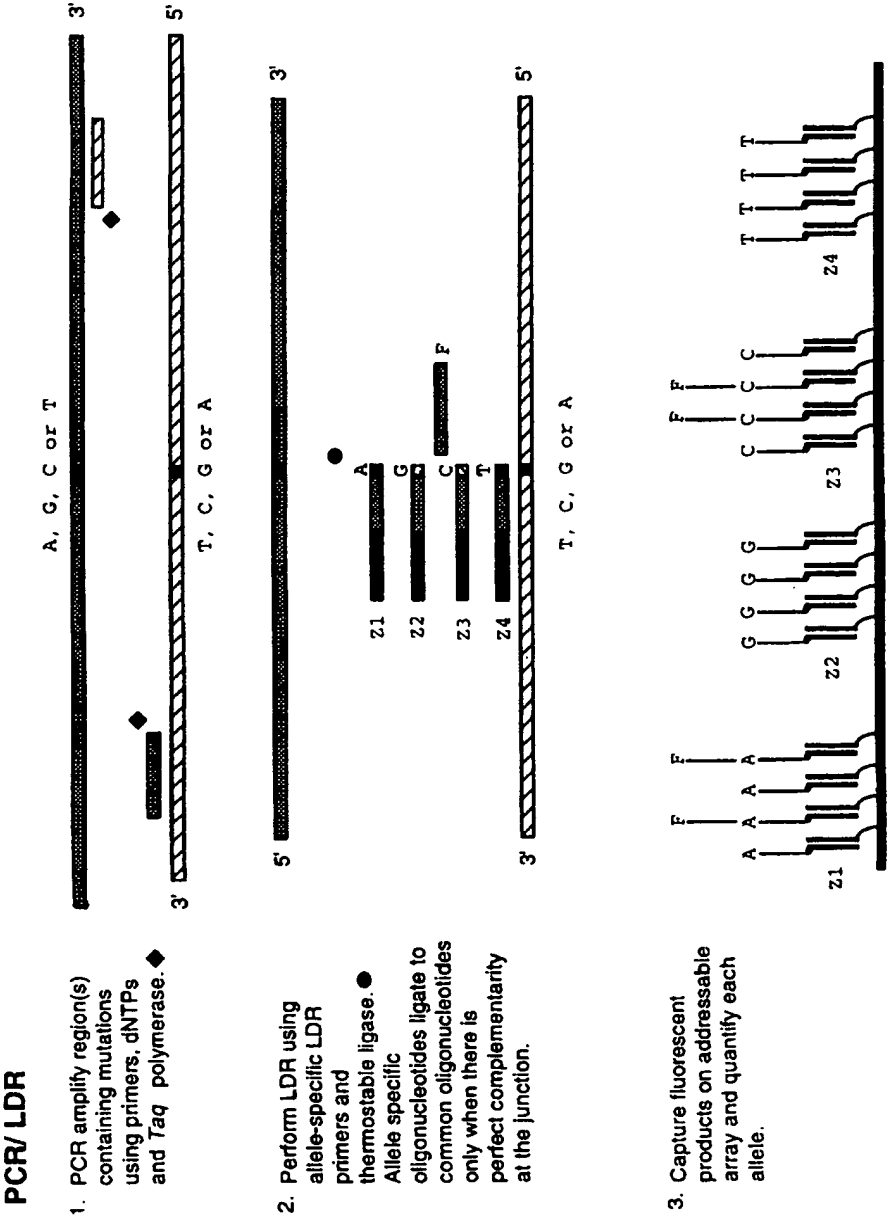 PCR/ LDR
1. PCR amplify region(s)
containing mutations
using primers, dNTPs
and Taq polymerase. ◆
A, G, C or T
3'
3' 5'
T, C, G or A
2. Perform LDR using
allele-specific LDR
primers and
thermostable ligase. ●
Allele specific
oligonucleotides ligate to
common oligonucleotides
only when there is
perfect complementarity
at the junction.
5' 3'
Z1 A
Z2 G
F
Z3 C
Z4 T
3' 5'
T, C, G or A
3. Capture fluorescent
products on addressable
array and quantify each
allele.
F F F F
A A A A G G G G C C C C T T T T
Z1 Z2 Z3 Z4